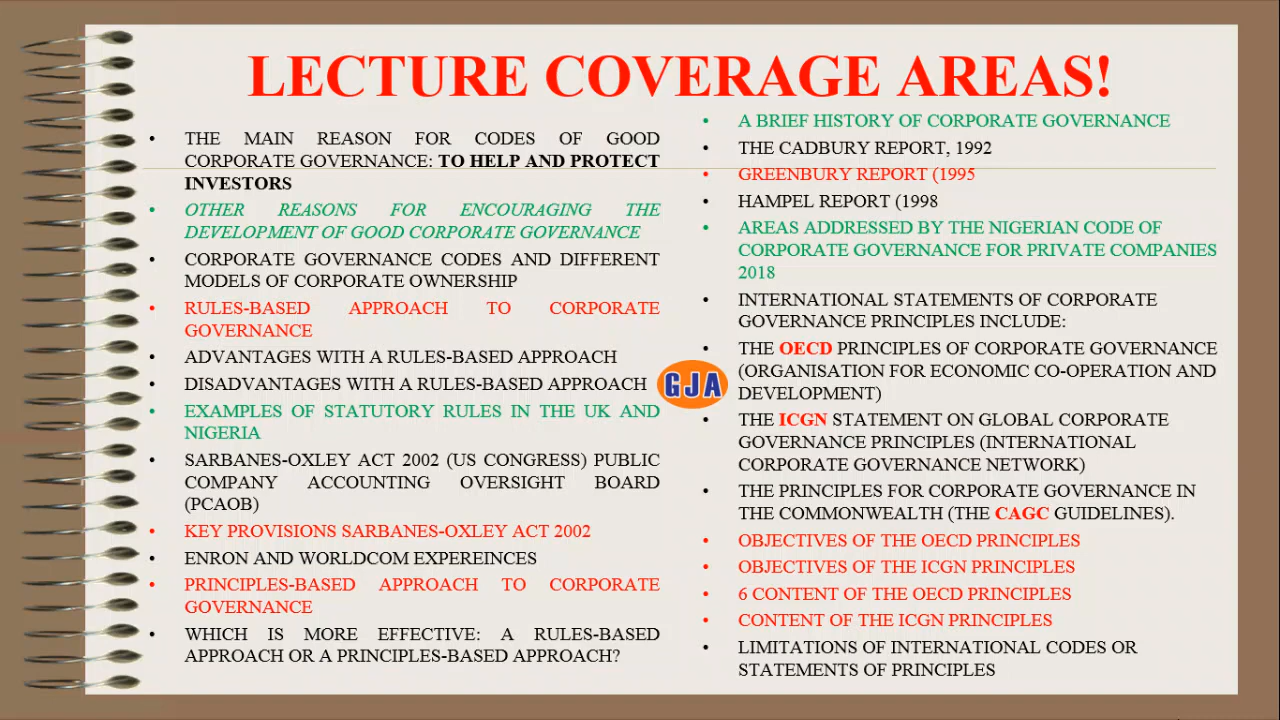 LECTURE COVERAGE AREAS!
• THE MAIN REASON FOR CODES OF GOOD
CORPORATE GOVERNANCE: TO HELP AND PROTECT
INVESTORS
• OTHER REASONS FOR ENCOURAGING THE
DEVELOPMENT OF GOOD CORPORATE GOVERNANCE
• CORPORATE GOVERNANCE CODES AND DIFFERENT
MODELS OF CORPORATE OWNERSHIP
• RULES-BASED APPROACH TO CORPORATE
GOVERNANCE
• ADVANTAGES WITH A RULES-BASED APPROACH
• DISADVANTAGES WITH A RULES-BASED APPROACH
• EXAMPLES OF STATUTORY RULES IN THE UK AND
NIGERIA
• SARBANES-OXLEY ACT 2002 (US CONGRESS) PUBLIC
COMPANY ACCOUNTING OVERSIGHT BOARD
(PCAOB)
• KEY PROVISIONS SARBANES-OXLEY ACT 2002
• ENRON AND WORLDCOM EXPEREINCES
• PRINCIPLES-BASED APPROACH TO CORPORATE
GOVERNANCE
• WHICH IS MORE EFFECTIVE: A RULES-BASED
APPROACH OR A PRINCIPLES-BASED APPROACH?
GJA
• A BRIEF HISTORY OF CORPORATE GOVERNANCE
• THE CADBURY REPORT, 1992
• GREENBURY REPORT (1995
• HAMPEL REPORT (1998
• AREAS ADDRESSED BY THE NIGERIAN CODE OF
CORPORATE GOVERNANCE FOR PRIVATE COMPANIES
2018
• INTERNATIONAL STATEMENTS OF CORPORATE
GOVERNANCE PRINCIPLES INCLUDE:
• THE OECD PRINCIPLES OF CORPORATE GOVERNANCE
(ORGANISATION FOR ECONOMIC CO-OPERATION AND
DEVELOPMENT)
• THE ICGN STATEMENT ON GLOBAL CORPORATE
GOVERNANCE PRINCIPLES (INTERNATIONAL
CORPORATE GOVERNANCE NETWORK)
• THE PRINCIPLES FOR CORPORATE GOVERNANCE IN
THE COMMONWEALTH (THE CAGC GUIDELINES).
• OBJECTIVES OF THE OECD PRINCIPLES
• OBJECTIVES OF THE ICGN PRINCIPLES
• 6 CONTENT OF THE OECD PRINCIPLES
• CONTENT OF THE ICGN PRINCIPLES
• LIMITATIONS OF INTERNATIONAL CODES OR
STATEMENTS OF PRINCIPLES